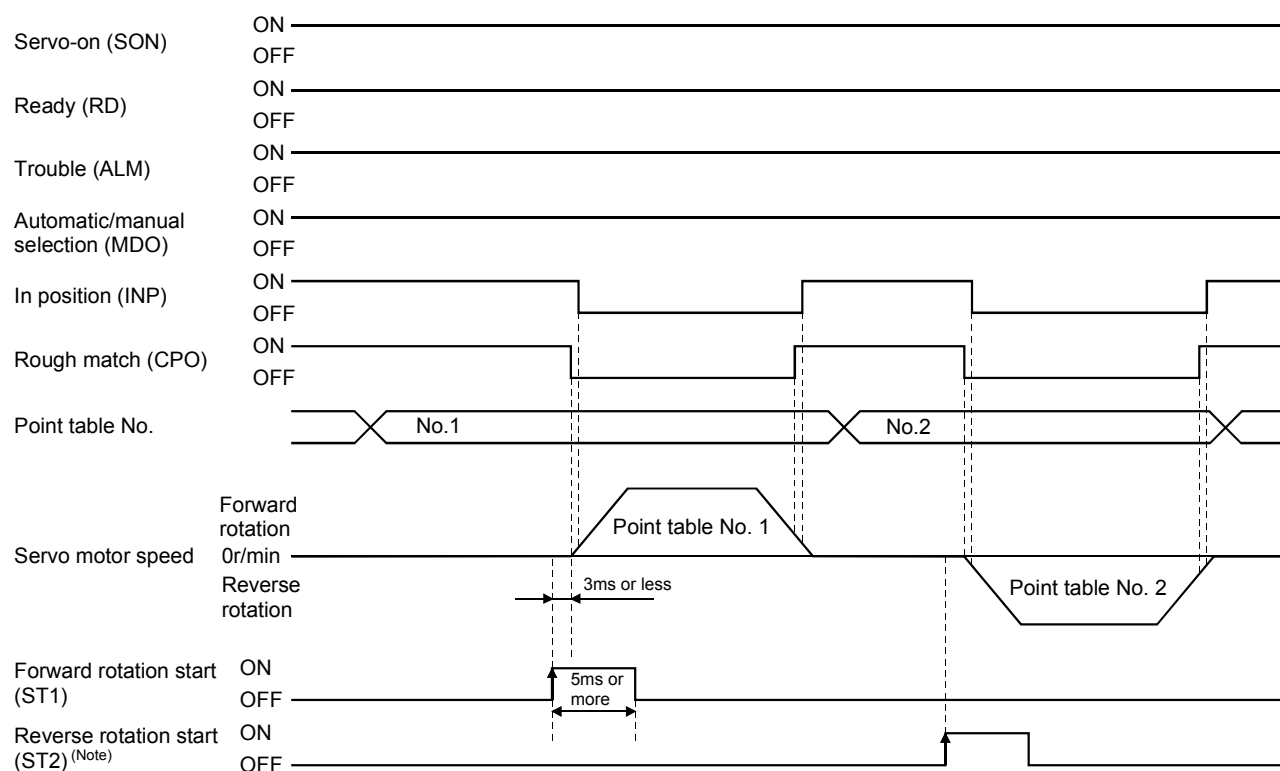 Servo-on (SON)
ON
OFF
Ready (RD)
ON
OFF
Trouble (ALM)
ON
OFF
Automatic/manual
selection (MDO)
ON
OFF
In position (INP)
ON
OFF
Rough match (CPO)
ON
OFF
Point table No.
No.1
No.2
Servo motor speed
Forward
rotation
0r/min
Reverse
rotation
Point table No. 1
3ms or less
Point table No. 2
Forward rotation start
(ST1)
ON
OFF
5ms or
more
Reverse rotation start
(ST2) (Note)
ON
OFF